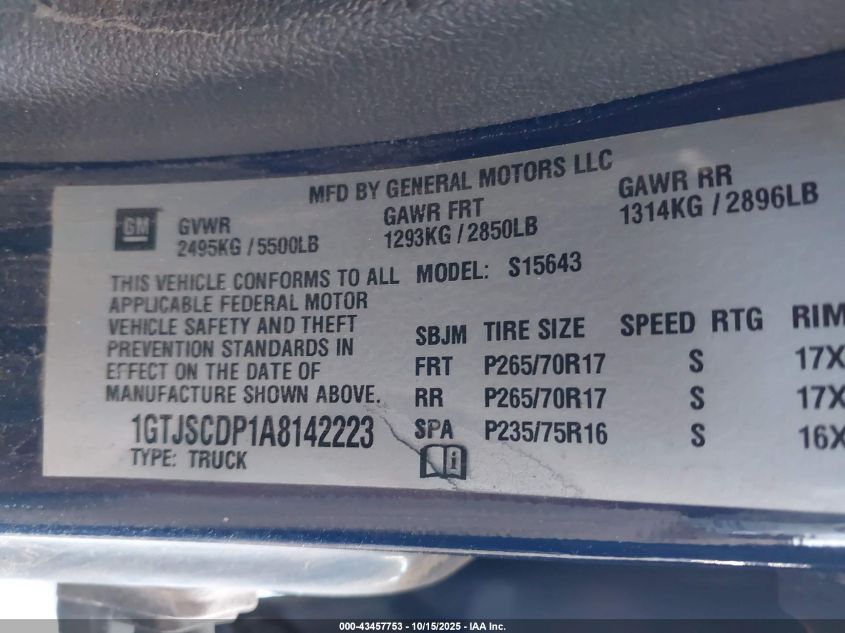 MFD BY GENERAL MOTORS LLC
GM
GVWR GAWR FRT GAWR RR
2495KG / 5500LB 1293KG / 2850LB 1314KG / 2896LB
THIS VEHICLE CONFORMS TO ALL
APPLICABLE FEDERAL MOTOR
VEHICLE SAFETY AND THEFT
PREVENTION STANDARDS IN
EFFECT ON THE DATE OF
MANUFACTURE SHOWN ABOVE.
1GTJSCDP1A8142223
TYPE: TRUCK
MODEL: S15643
SBJM TIRE SIZE SPEED RTG RIM
FRT P265/70R17 S 17X
RR P265/70R17 S 17X
SPA P235/75R16 S 16X
i
000-43457753 - 10/15/2025 - IAA Inc.